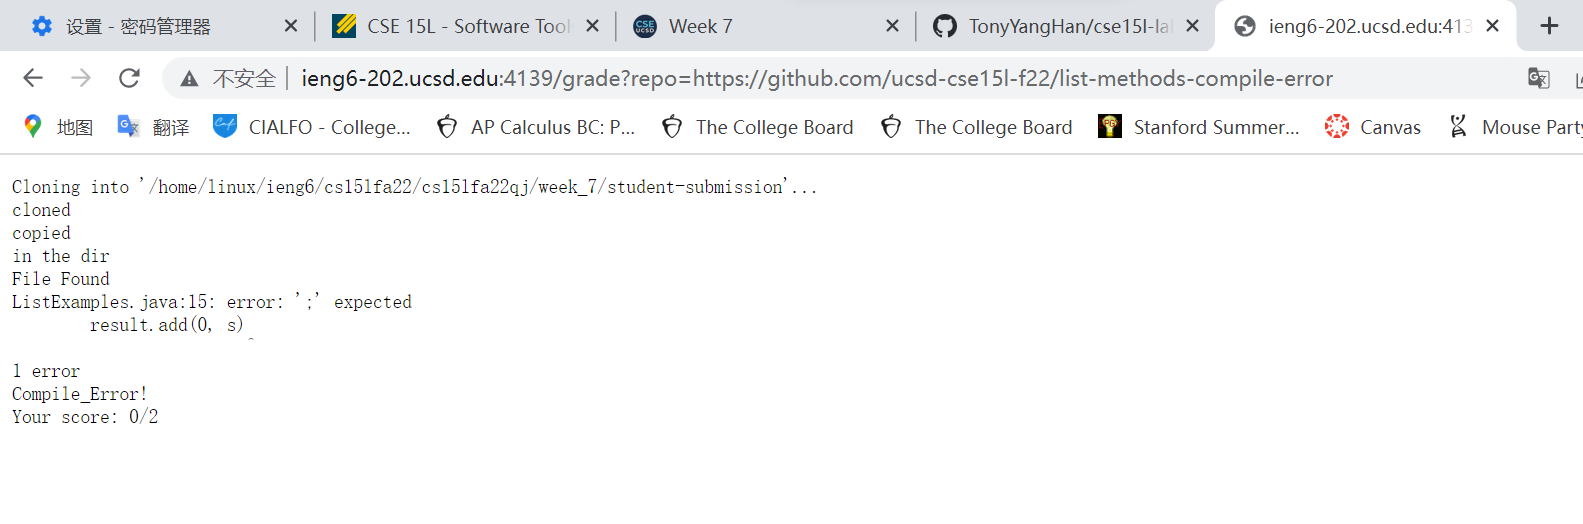 设置 - 密码管理器
CSE 15L - Software Tool
Week 7
TonyYangHan/cse15l-la
ieng6-202.ucsd.edu:413
不安全
ieng6-202.ucsd.edu:4139/grade?repo=https://github.com/ucsd-cse15l-f22/list-methods-compile-error
地图
翻译
CIALFO - College...
AP Calculus BC: P...
The College Board
The College Board
Stanford Summer...
Canvas
Mouse Party
Cloning into '/home/linux/ieng6/cs15lfa22/cs15lfa22qj/week_7/student-submission'...
cloned
copied
in the dir
File Found
ListExamples.java:15: error: ';' expected
result.add(0, s)
^
1 error
Compile_Error!
Your score: 0/2